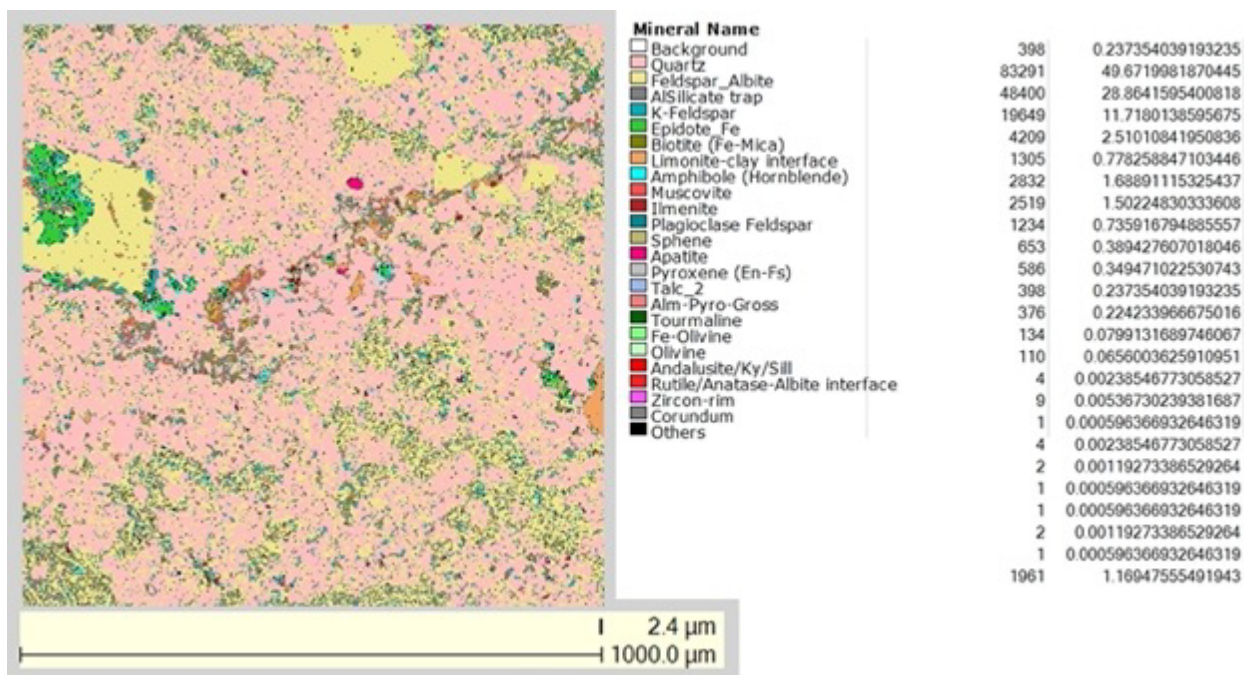 Mineral Name
Background 398 0.237354039193235
Quartz 83291 49.6719981870445
Feldspar_Albite 48400 28.8641595400818
AlSilicate trap 19649 11.7180138595675
K-Feldspar 4209 2.51010841950836
Epidote_Fe 1305 0.778258847103446
Biotite (Fe-Mica) 2832 1.68891115325437
Limonite-clay interface 2519 1.50224830333608
Amphibole (Hornblende) 1234 0.735916794885557
Muscovite 653 0.389427607018046
Ilmenite 586 0.349471022530743
Plagioclase Feldspar 398 0.237354039193235
Sphene 376 0.224233966675016
Apatite 134 0.0799131689746067
Pyroxene (En-Fs) 110 0.0656003625910951
Talc_2 4 0.00238546773058527
Alm-Pyro-Gross 9 0.00536730239381687
Tourmaline 1 0.000596366932646319
Fe-Olivine 4 0.00238546773058527
Olivine 2 0.00119273386529264
Andalusite/Ky/Sill 1 0.000596366932646319
Rutile/Anatase-Albite interface 1 0.000596366932646319
Zircon-rim 2 0.00119273386529264
Corundum 1 0.000596366932646319
Others 1961 1.16947555491943
2.4 µm
1000.0 µm